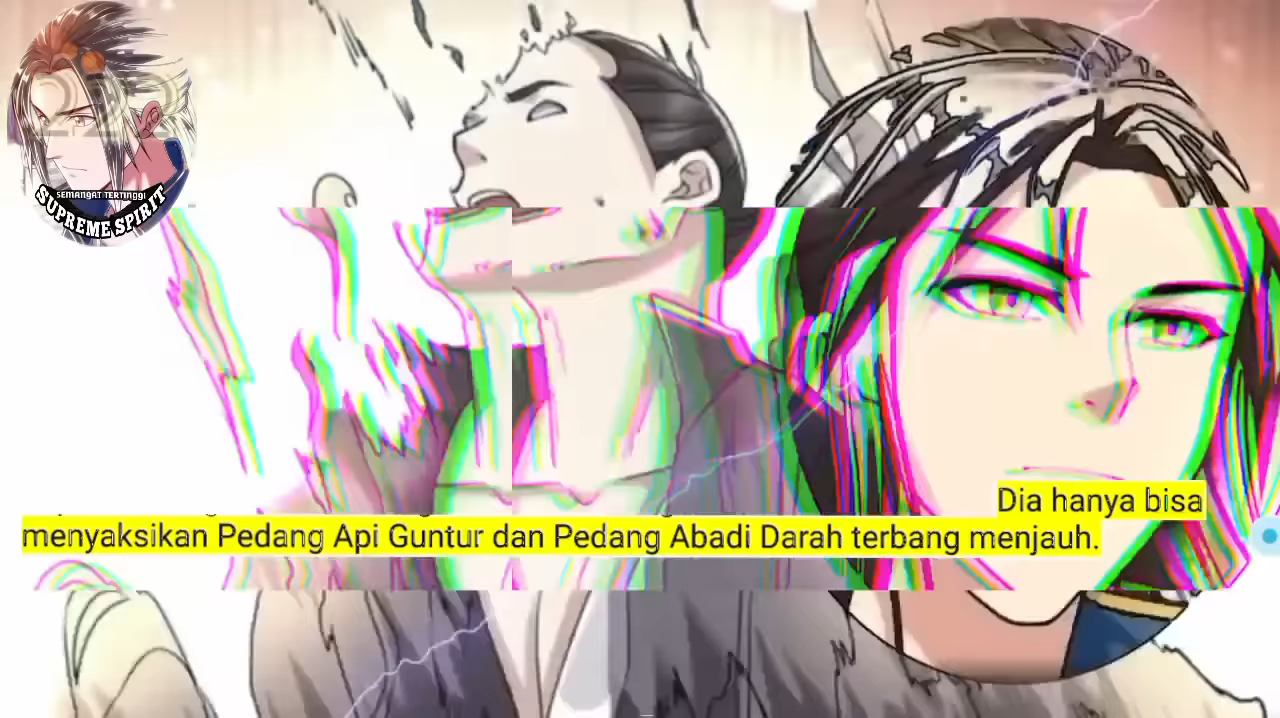 SEMANGAT TERTINGGI
SUPREME SPIRIT
Dia hanya bisa
menyaksikan Pedang Api Guntur dan Pedang Abadi Darah terbang menjauh.